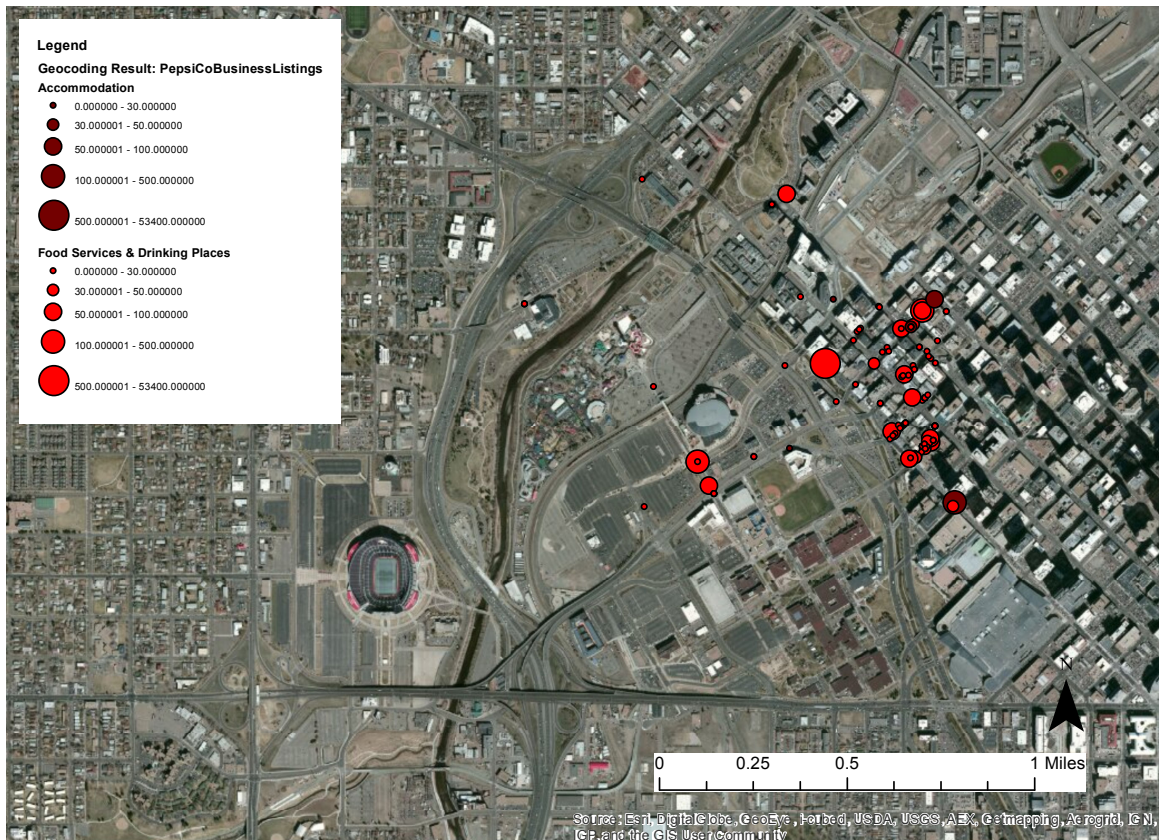 Legend
Geocoding Result: PepsiCoBusinessListings
Accommodation
0.000000 - 30.000000
30.000001 - 50.000000
50.000001 - 100.000000
100.000001 - 500.000000
500.000001 - 53400.000000
Food Services & Drinking Places
0.000000 - 30.000000
30.000001 - 50.000000
50.000001 - 100.000000
100.000001 - 500.000000
500.000001 - 53400.000000
N
0 0.25 0.5 1 Miles
Source: Esri, DigitalGlobe, GeoEye, i-cubed, USDA, USGS, AEX, Getmapping, Aerogrid, IGN,
IGP, and the GIS User Community